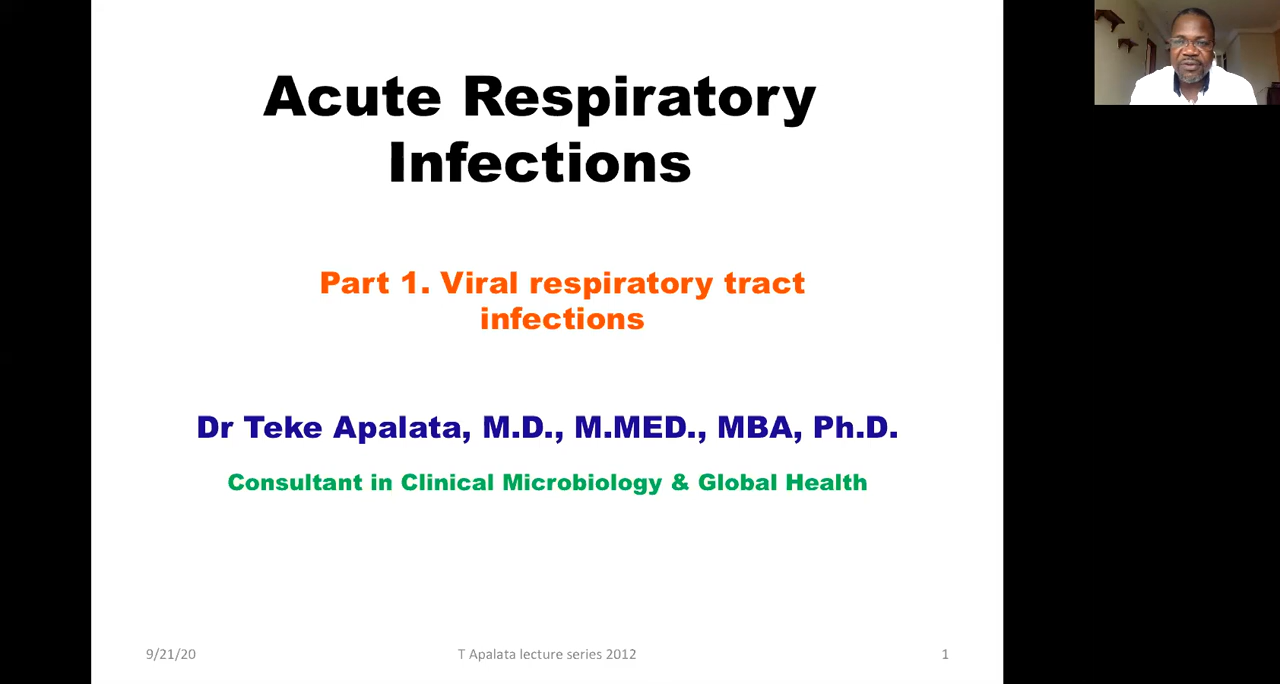 Acute Respiratory
Infections
Part 1. Viral respiratory tract
infections
Dr Teke Apalata, M.D., M.MED., MBA, Ph.D.
Consultant in Clinical Microbiology & Global Health
9/21/20
T Apalata lecture series 2012
1